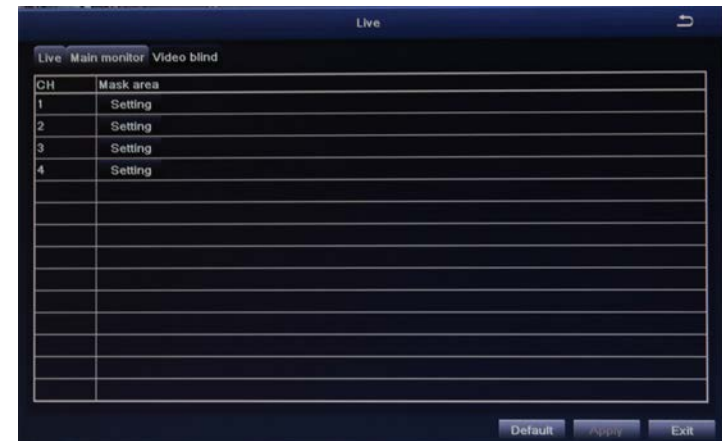 Live
Live Main monitor Video blind
CH Mask area
1 Setting
2 Setting
3 Setting
4 Setting
Default Apply Exit